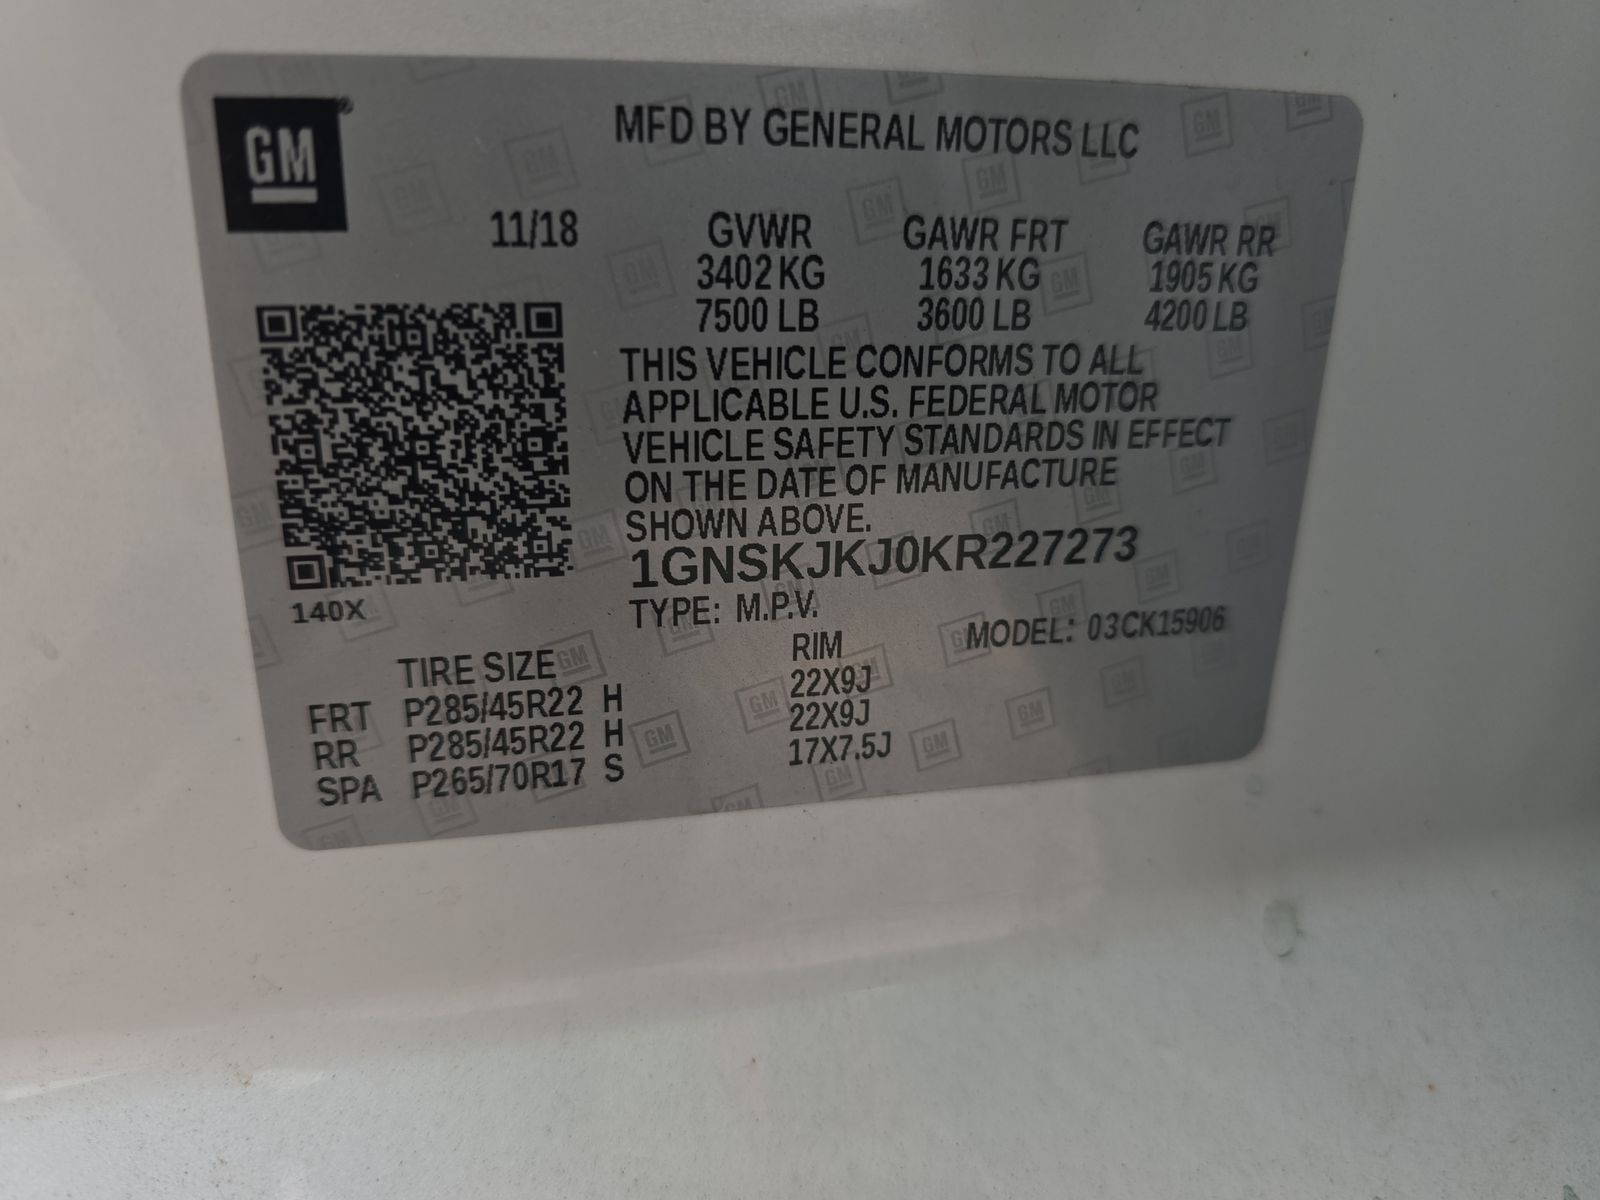 GM
MFD BY GENERAL MOTORS LLC
11/18 GVWR GAWR FRT GAWR RR
3402 KG 1633 KG 1905 KG
7500 LB 3600 LB 4200 LB
THIS VEHICLE CONFORMS TO ALL
APPLICABLE U.S. FEDERAL MOTOR
VEHICLE SAFETY STANDARDS IN EFFECT
ON THE DATE OF MANUFACTURE
SHOWN ABOVE.
1GNSKJKJ0KR227273
140X
TYPE: M.P.V. MODEL: 03CK15906
TIRE SIZE RIM
FRT P285/45R22 H 22X9J
RR P285/45R22 H 22X9J
SPA P265/70R17 S 17X7.5J